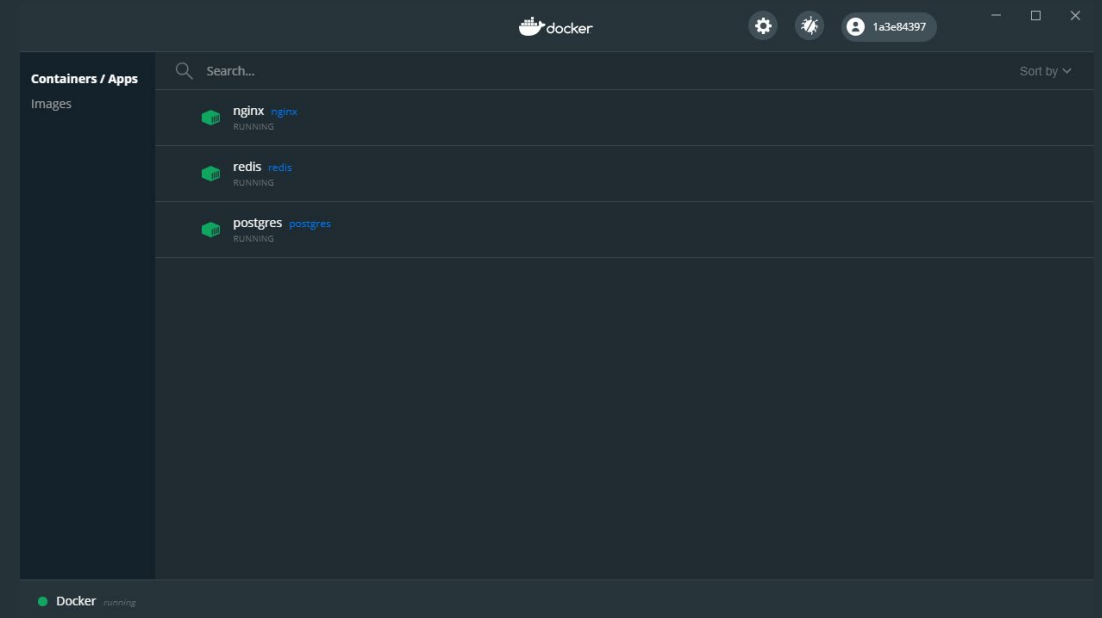 docker
1a3e84397
Containers / Apps
Images
Search...
Sort by
nginx nginx
RUNNING
redis redis
RUNNING
postgres postgres
RUNNING
Docker running